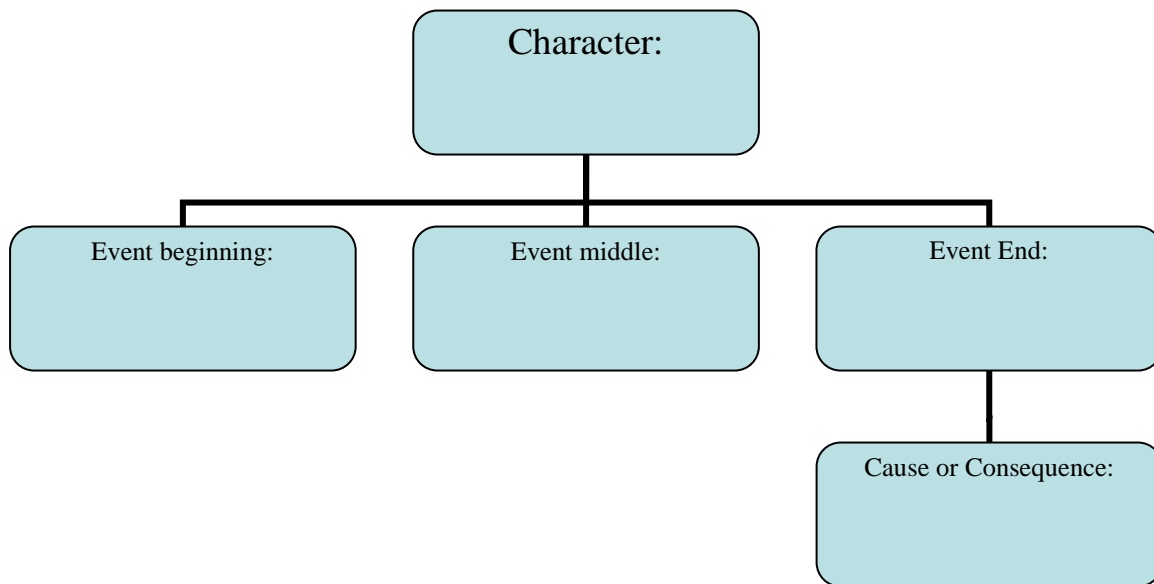 Character:
Event beginning:
Event middle:
Event End:
Cause or Consequence: